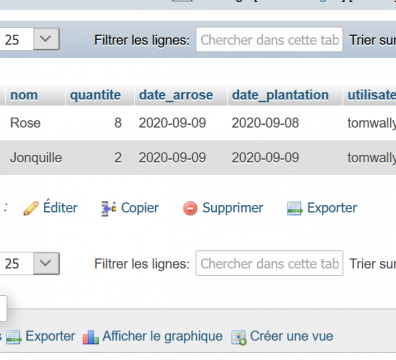 25 Filtrer les lignes: Chercher dans cette tab Trier sur
nom quantite date_arrose date_plantation utilisate
Rose 8 2020-09-09 2020-09-08 tomwally
Jonquille 2 2020-09-09 2020-09-09 tomwally
: Éditer Copier Supprimer Exporter
25 Filtrer les lignes: Chercher dans cette tab Trier sur
Exporter Afficher le graphique Créer une vue